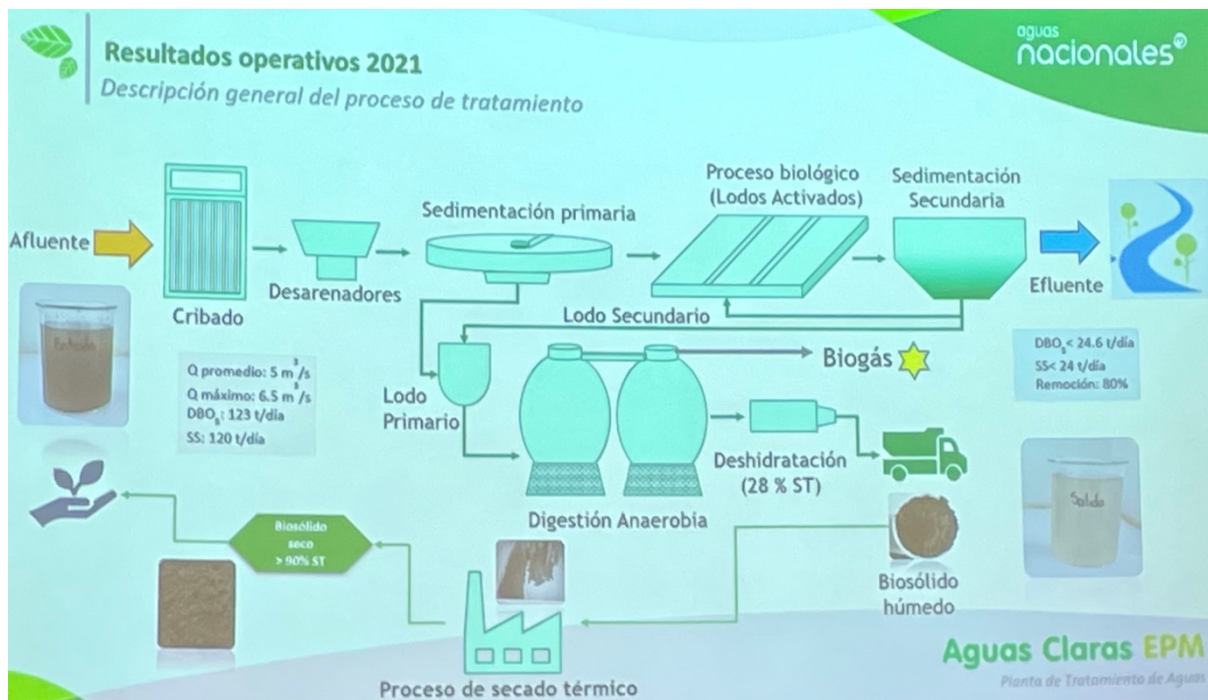 Resultados operativos 2021
Descripción general del proceso de tratamiento
aguas
nacionales
Afluente
Cribado
Desarenadores
Sedimentación primaria
Proceso biológico
(Lodos Activados)
Sedimentación
Secundaria
Efluente
Entrada
Q promedio: 5 m³/s
Q máximo: 6.5 m³/s
DBO₅: 123 t/día
SS: 120 t/día
Lodo Secundario
Lodo
Primario
Biogás
DBO₅< 24.6 t/día
SS< 24 t/día
Remoción: 80%
Deshidratación
(28 % ST)
Digestión Anaerobia
Salida
Biosólido
seco
> 90% ST
Biosólido
húmedo
Proceso de secado térmico
Aguas Claras EPM
Planta de Tratamiento de Aguas